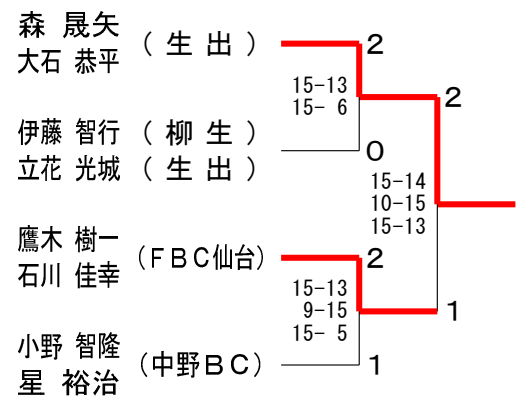 森 晟矢
大石 恭平
(生出)
2
15-13
15- 6
伊藤 智行
(柳生)
立花 光城
(生出)
0
2
15-14
10-15
15-13
鷹木 樹一
石川 佳幸
(FBC仙台)
2
15-13
9-15
15- 5
小野 智隆
星 裕治
(中野BC)
1
1